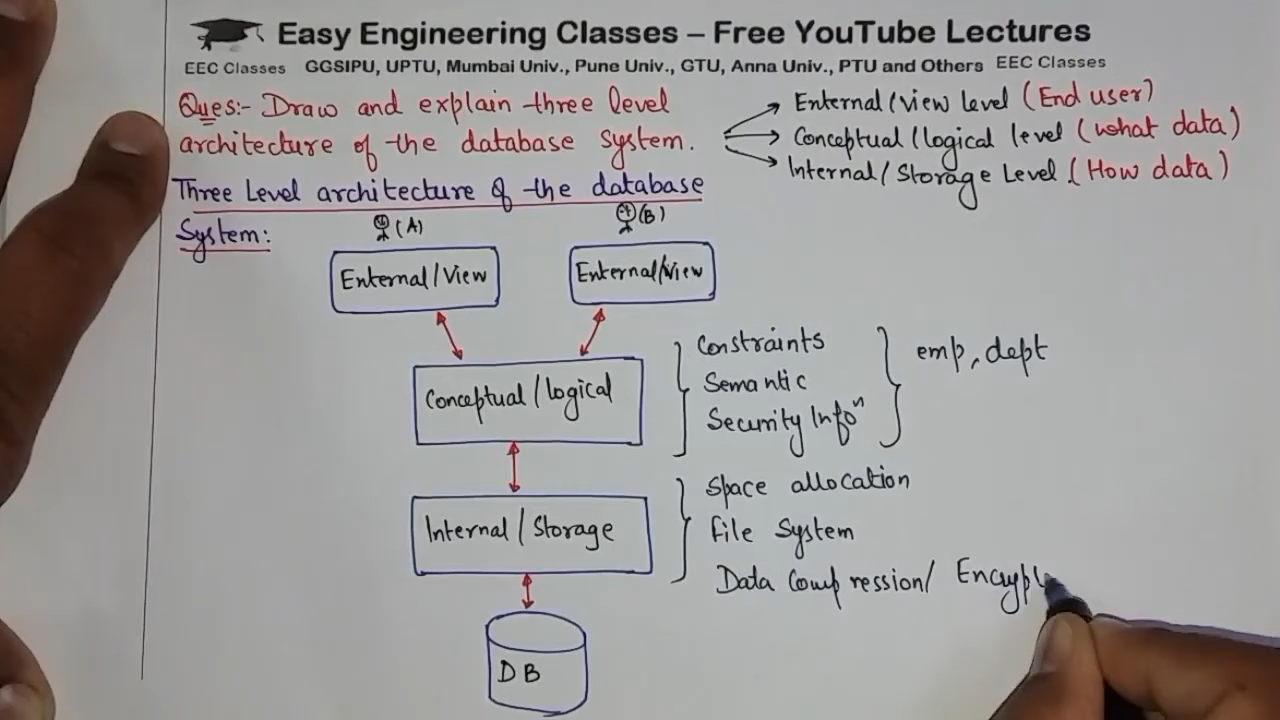 Easy Engineering Classes – Free YouTube Lectures
EEC Classes GGSIPU, UPTU, Mumbai Univ., Pune Univ., GTU, Anna Univ., PTU and Others EEC Classes
Ques:- Draw and explain three level
architecture of the database system.
External/View Level (End user)
Conceptual/logical level (what data)
Internal/Storage Level (How data)
Three Level architecture of the database
System:
(A)
(B)
External/View
External/View
Conceptual/logical
Constraints
Semantic
Security Infoⁿ
emp, dept
Internal/Storage
Space allocation
File System
Data Compression/ Encrypt
DB